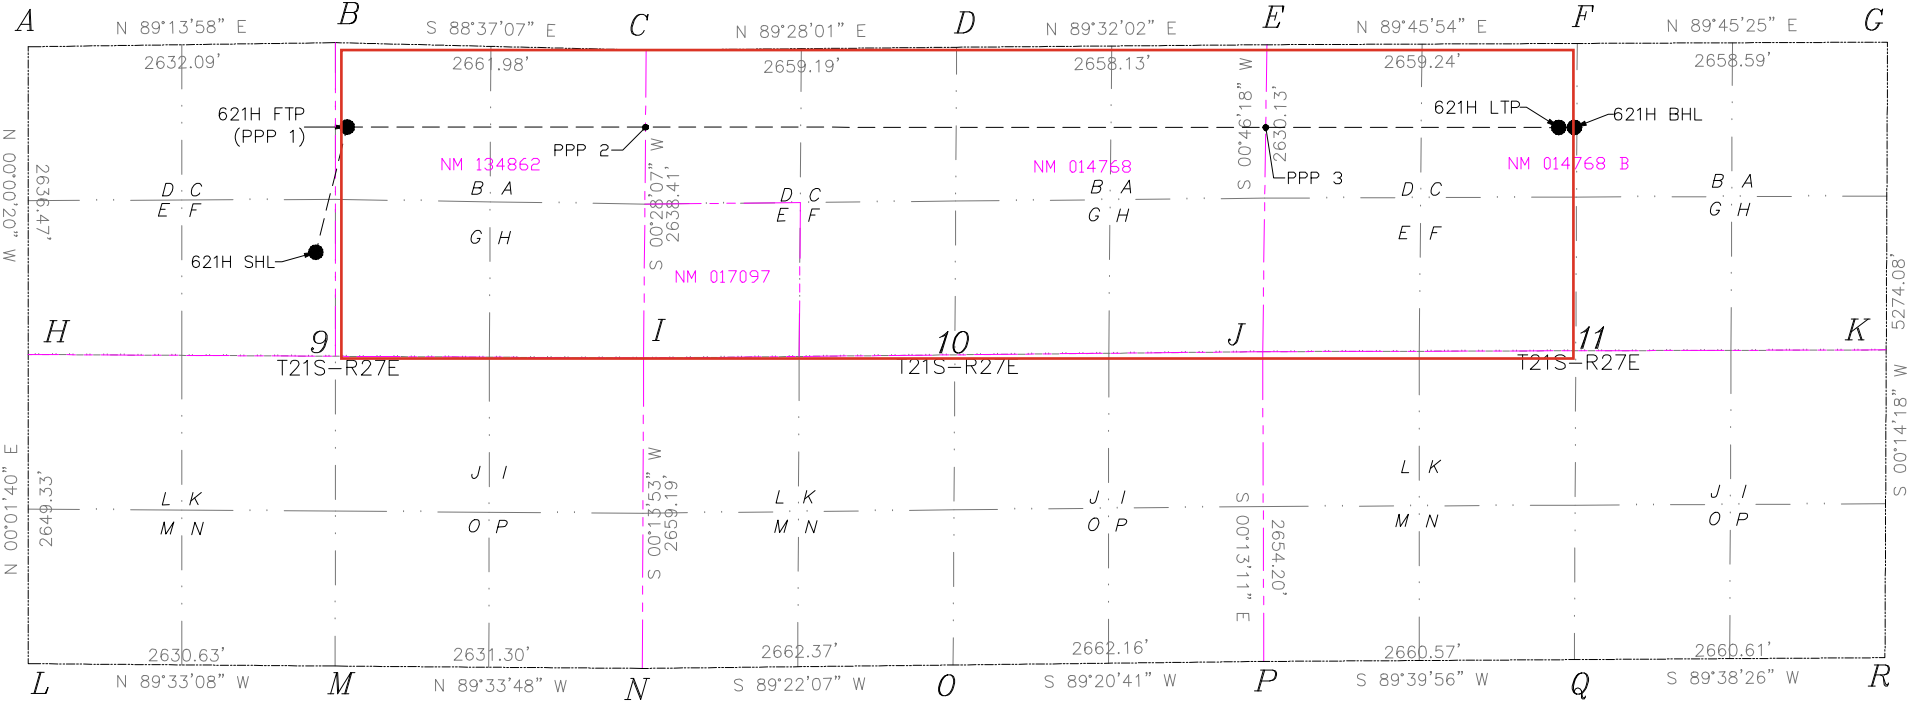 A
N 89°13'58" E
B
S 88°37'07" E
C
N 89°28'01" E
D
N 89°32'02" E
E
N 89°45'54" E
F
N 89°45'25" E
G
2632.09'
2661.98'
2659.19'
2658.13'
2659.24'
2658.59'
621H FTP
(PPP 1)
PPP 2
S 00°46'18" W
2630.13'
621H LTP
621H BHL
PPP 3
NM 134862
NM 014768
NM 014768 B
N 00°00'20" W
2636.47'
S 00°28'07" W
2638.41'
D C
E F
B A
G H
D C
E F
B A
G H
D C
E F
B A
G H
621H SHL
NM 017097
5274.08'
S 00°14'18" W
H
9
I
10
J
11
K
T21S-R27E
T21S-R27E
T21S-R27E
N 00°01'40" E
2649.33'
S 00°13'53" W
2659.19'
S 00°13'11" E
2654.20'
L K
M N
J I
O P
L K
M N
J I
O P
L K
M N
J I
O P
2630.63'
2631.30'
2662.37'
2662.16'
2660.57'
2660.61'
L
N 89°33'08" W
M
N 89°33'48" W
N
S 89°22'07" W
O
S 89°20'41" W
P
S 89°39'56" W
Q
S 89°38'26" W
R